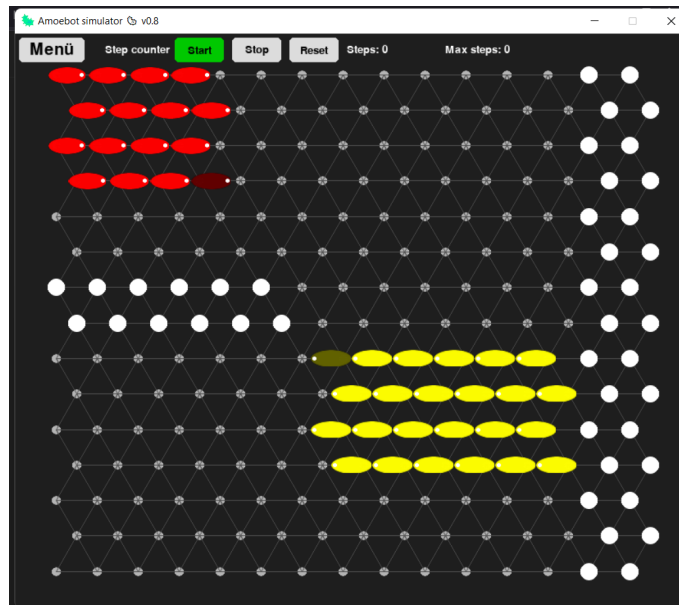 Amoebot simulator v0.8
Menü Step counter Start Stop Reset Steps: 0 Max steps: 0